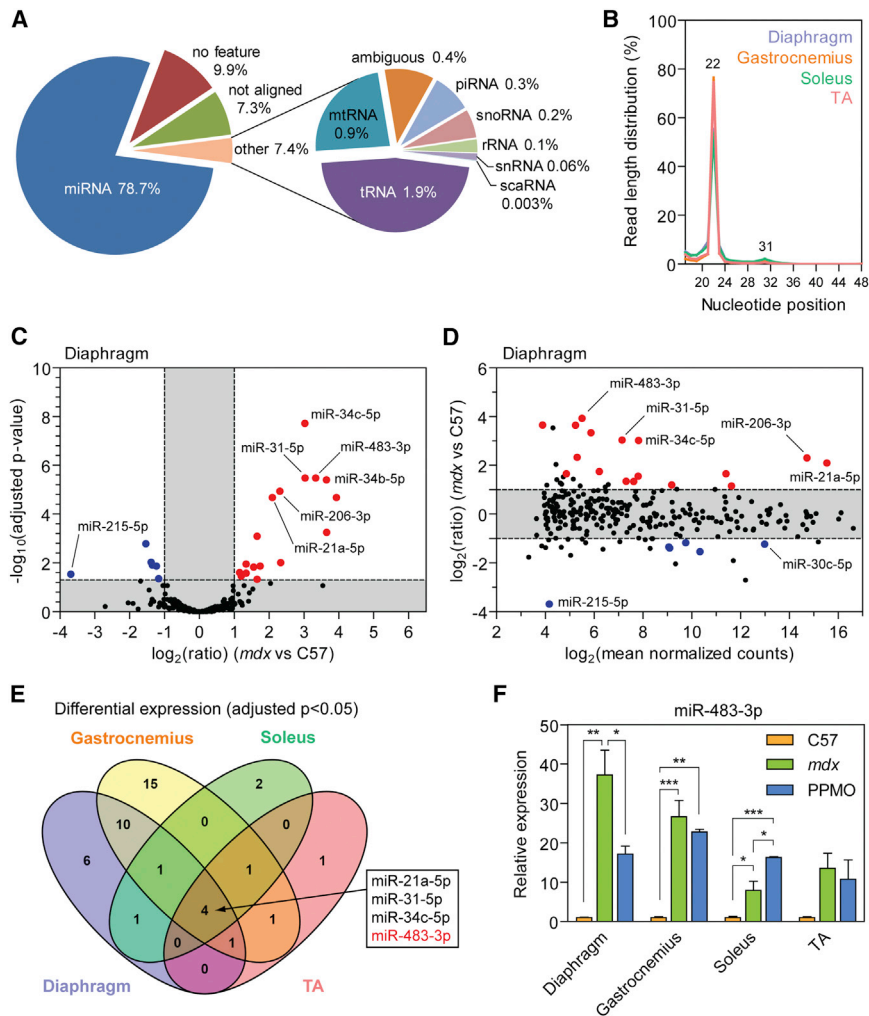 A
no feature
9.9%
not aligned
7.3%
other 7.4%
miRNA 78.7%
ambiguous 0.4%
piRNA 0.3%
snoRNA 0.2%
rRNA 0.1%
snRNA 0.06%
scaRNA
0.003%
mtRNA
0.9%
tRNA 1.9%
B
Diaphragm
Gastrocnemius
Soleus
TA
22
31
100
80
60
40
20
0
Read length distribution (%)
20 24 28 32 36 40 44 48
Nucleotide position
C
Diaphragm
10
8
6
4
2
0
-log10(adjusted p-value)
miR-34c-5p
miR-31-5p
miR-483-3p
miR-34b-5p
miR-206-3p
miR-21a-5p
miR-215-5p
-4 -3 -2 -1 0 1 2 3 4 5 6
log2(ratio) (mdx vs C57)
D
Diaphragm
6
4
2
0
-2
-4
log2(ratio) (mdx vs C57)
miR-483-3p
miR-31-5p
miR-34c-5p
miR-206-3p
miR-21a-5p
miR-30c-5p
miR-215-5p
2 4 6 8 10 12 14 16
log2(mean normalized counts)
E
Differential expression (adjusted p<0.05)
Gastrocnemius
Soleus
15
2
10
0
0
6
1
1
1
4
1
1
0
1
0
miR-21a-5p
miR-31-5p
miR-34c-5p
miR-483-3p
Diaphragm
TA
F
miR-483-3p
50
40
30
20
10
0
Relative expression
C57
mdx
PPMO
** *
**
***
***
*
*
Diaphragm
Gastrocnemius
Soleus
TA